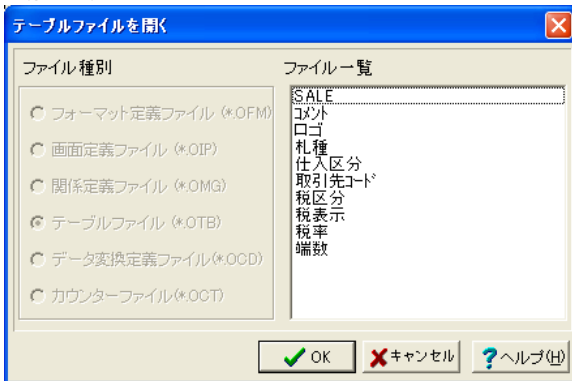 テーブルファイルを開く
ファイル種別
フォーマット定義ファイル (*.OFM)
画面定義ファイル (*.OIP)
関係定義ファイル (*.OMG)
テーブルファイル (*.OTB)
データ変換定義ファイル(*.OCD)
カウンターファイル(*.OCT)
ファイル一覧
SALE
コメント
ロゴ
札種
仕入区分
取引先コード
税区分
税表示
税率
端数
OK
キャンセル
ヘルプ(H)